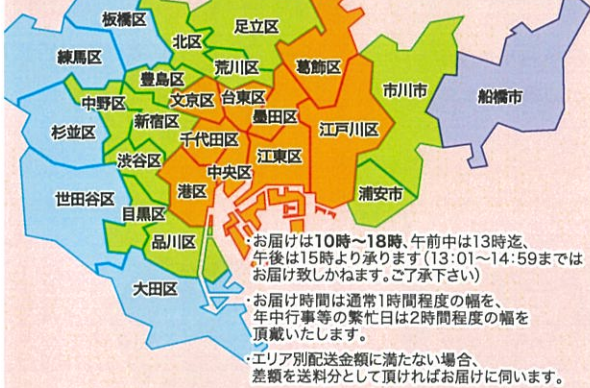 板橋区
北区
足立区
練馬区
荒川区
葛飾区
豊島区
市川市
船橋市
中野区
文京区
台東区
墨田区
杉並区
新宿区
江戸川区
千代田区
渋谷区
江東区
中央区
世田谷区
港区
浦安市
目黒区
品川区
大田区
・お届けは10時〜18時、午前中は13時迄、
午後は15時より承ります(13:01〜14:59までは
お届け致しかねます。ご了承下さい)
・お届け時間は通常1時間程度の幅を、
年中行事等の繁忙日は2時間程度の幅を
頂戴いたします。
・エリア別配送金額に満たない場合、
差額を送料分として頂ければお届けに伺います。